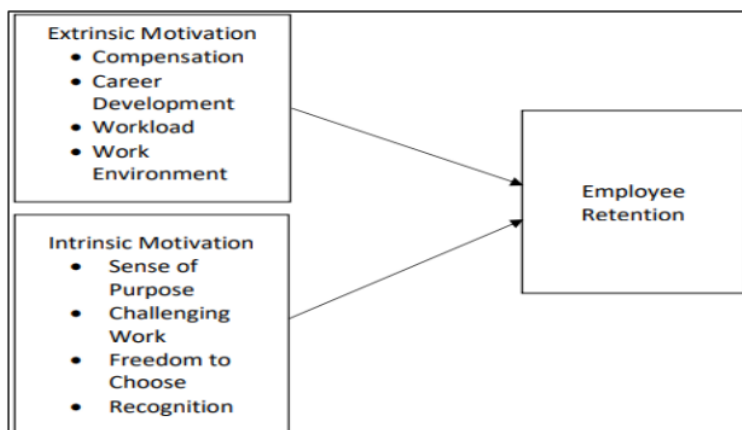 Extrinsic Motivation
• Compensation
• Career
Development
• Workload
• Work
Environment
Intrinsic Motivation
• Sense of
Purpose
• Challenging
Work
• Freedom to
Choose
• Recognition
Employee
Retention